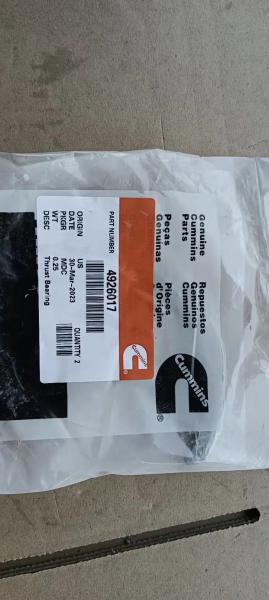 Genuine
Cummins
Parts
Repuestos
Genuinos
Cummins
Peças
Genuinas
Pièces
d'Origine
Cummins
®
PART NUMBER
4926017
ORIGIN US
DATE 30-Mar-2023
PKGR MDC
WT 0.25
DESC Thrust Bearing
QUANTITY 2
Cummins
®